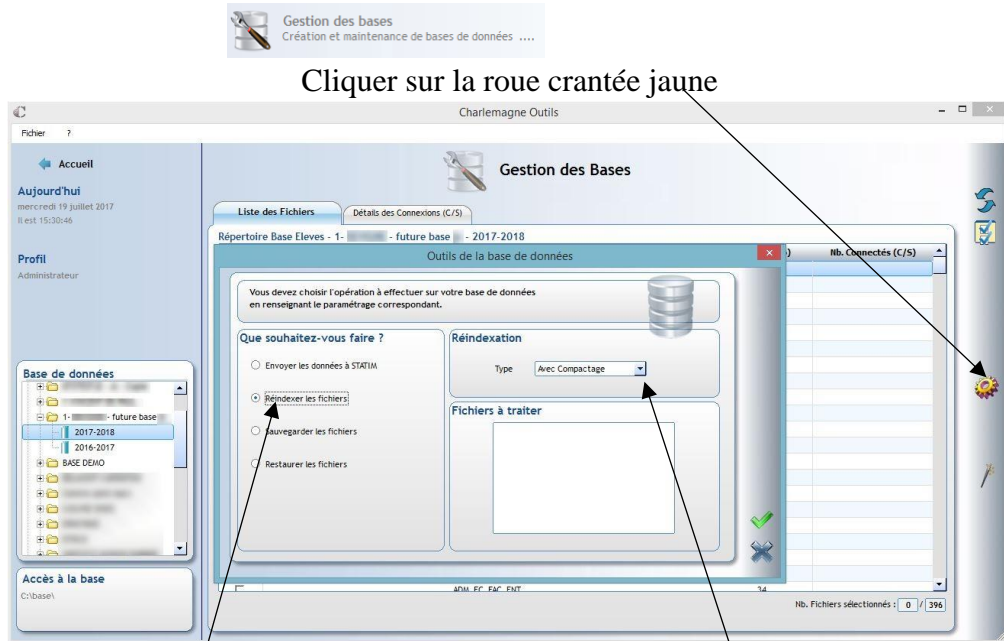 Gestion des bases
Création et maintenance de bases de données ....
Cliquer sur la roue crantée jaune
Charlemagne Outils
Fichier ?
Accueil
Aujourd'hui
mercredi 19 juillet 2017
Il est 15:30:46
Profil
Administrateur
Base de données
1- - future base
2017-2018
2016-2017
BASE DEMO
Accès à la base
C:\base\
Gestion des Bases
Liste des Fichiers
Détails des Connexions (C/S)
Répertoire Base Eleves - 1- - future base - 2017-2018
Nb. Connectés (C/S)
Outils de la base de données
Vous devez choisir l'opération à effectuer sur votre base de données
en renseignant le paramétrage correspondant.
Que souhaitez-vous faire ?
Envoyer les données à STATIM
Réindexer les fichiers
Sauvegarder les fichiers
Restaurer les fichiers
Réindexation
Type Avec Compactage
Fichiers à traiter
ADM_EC_FAC_ENT 34
Nb. Fichiers sélectionnés : 0 / 396